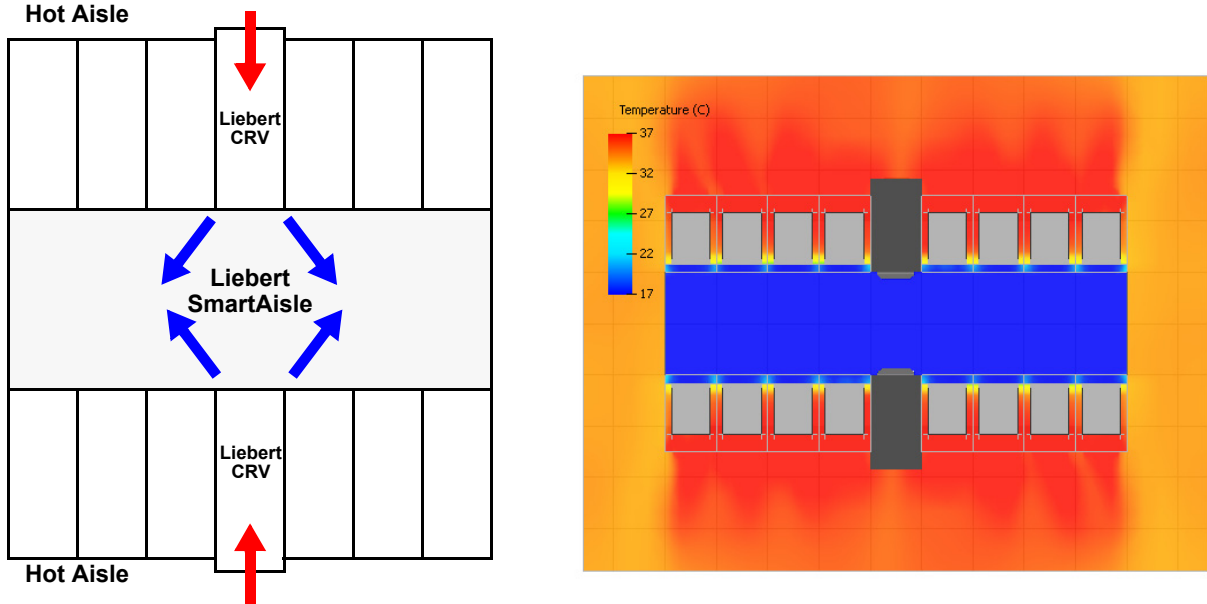 Hot Aisle
Liebert
CRV
Liebert
SmartAisle
Liebert
CRV
Hot Aisle
Temperature (C)
37
32
27
22
17